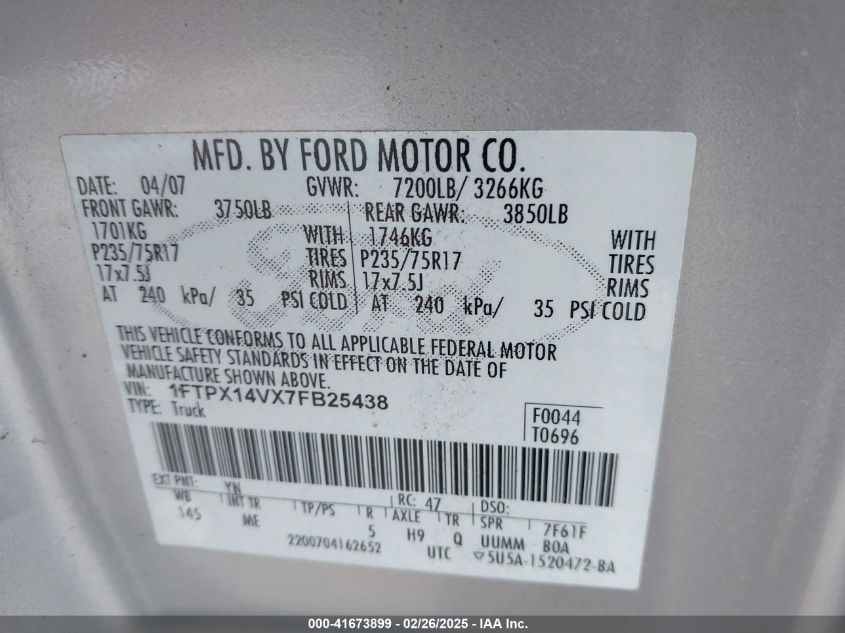 MFD. BY FORD MOTOR CO.
DATE: 04/07 GVWR: 7200LB/ 3266KG
FRONT GAWR: 3750LB REAR GAWR: 3850LB
1701KG WITH 1746KG WITH
P235/75R17 TIRES P235/75R17 TIRES
17x7.5J RIMS 17x7.5J RIMS
AT 240 kPa/ 35 PSI COLD AT 240 kPa/ 35 PSI COLD
THIS VEHICLE CONFORMS TO ALL APPLICABLE FEDERAL MOTOR
VEHICLE SAFETY STANDARDS IN EFFECT ON THE DATE OF
MANUFACTURE SHOWN ABOVE.
VIN: 1FTPX14VX7FB25438
TYPE: Truck
F0044
T0696
EXT PNT: YN RC: 47 DSO:
WB INT TR TP/PS R AXLE TR SPR 7F61F
145 ME 5 H9 Q UUMM BOA
2200704162652 UTC ▽5U5A-1520472-BA
Ford
000-41673899 - 02/26/2025 - IAA Inc.